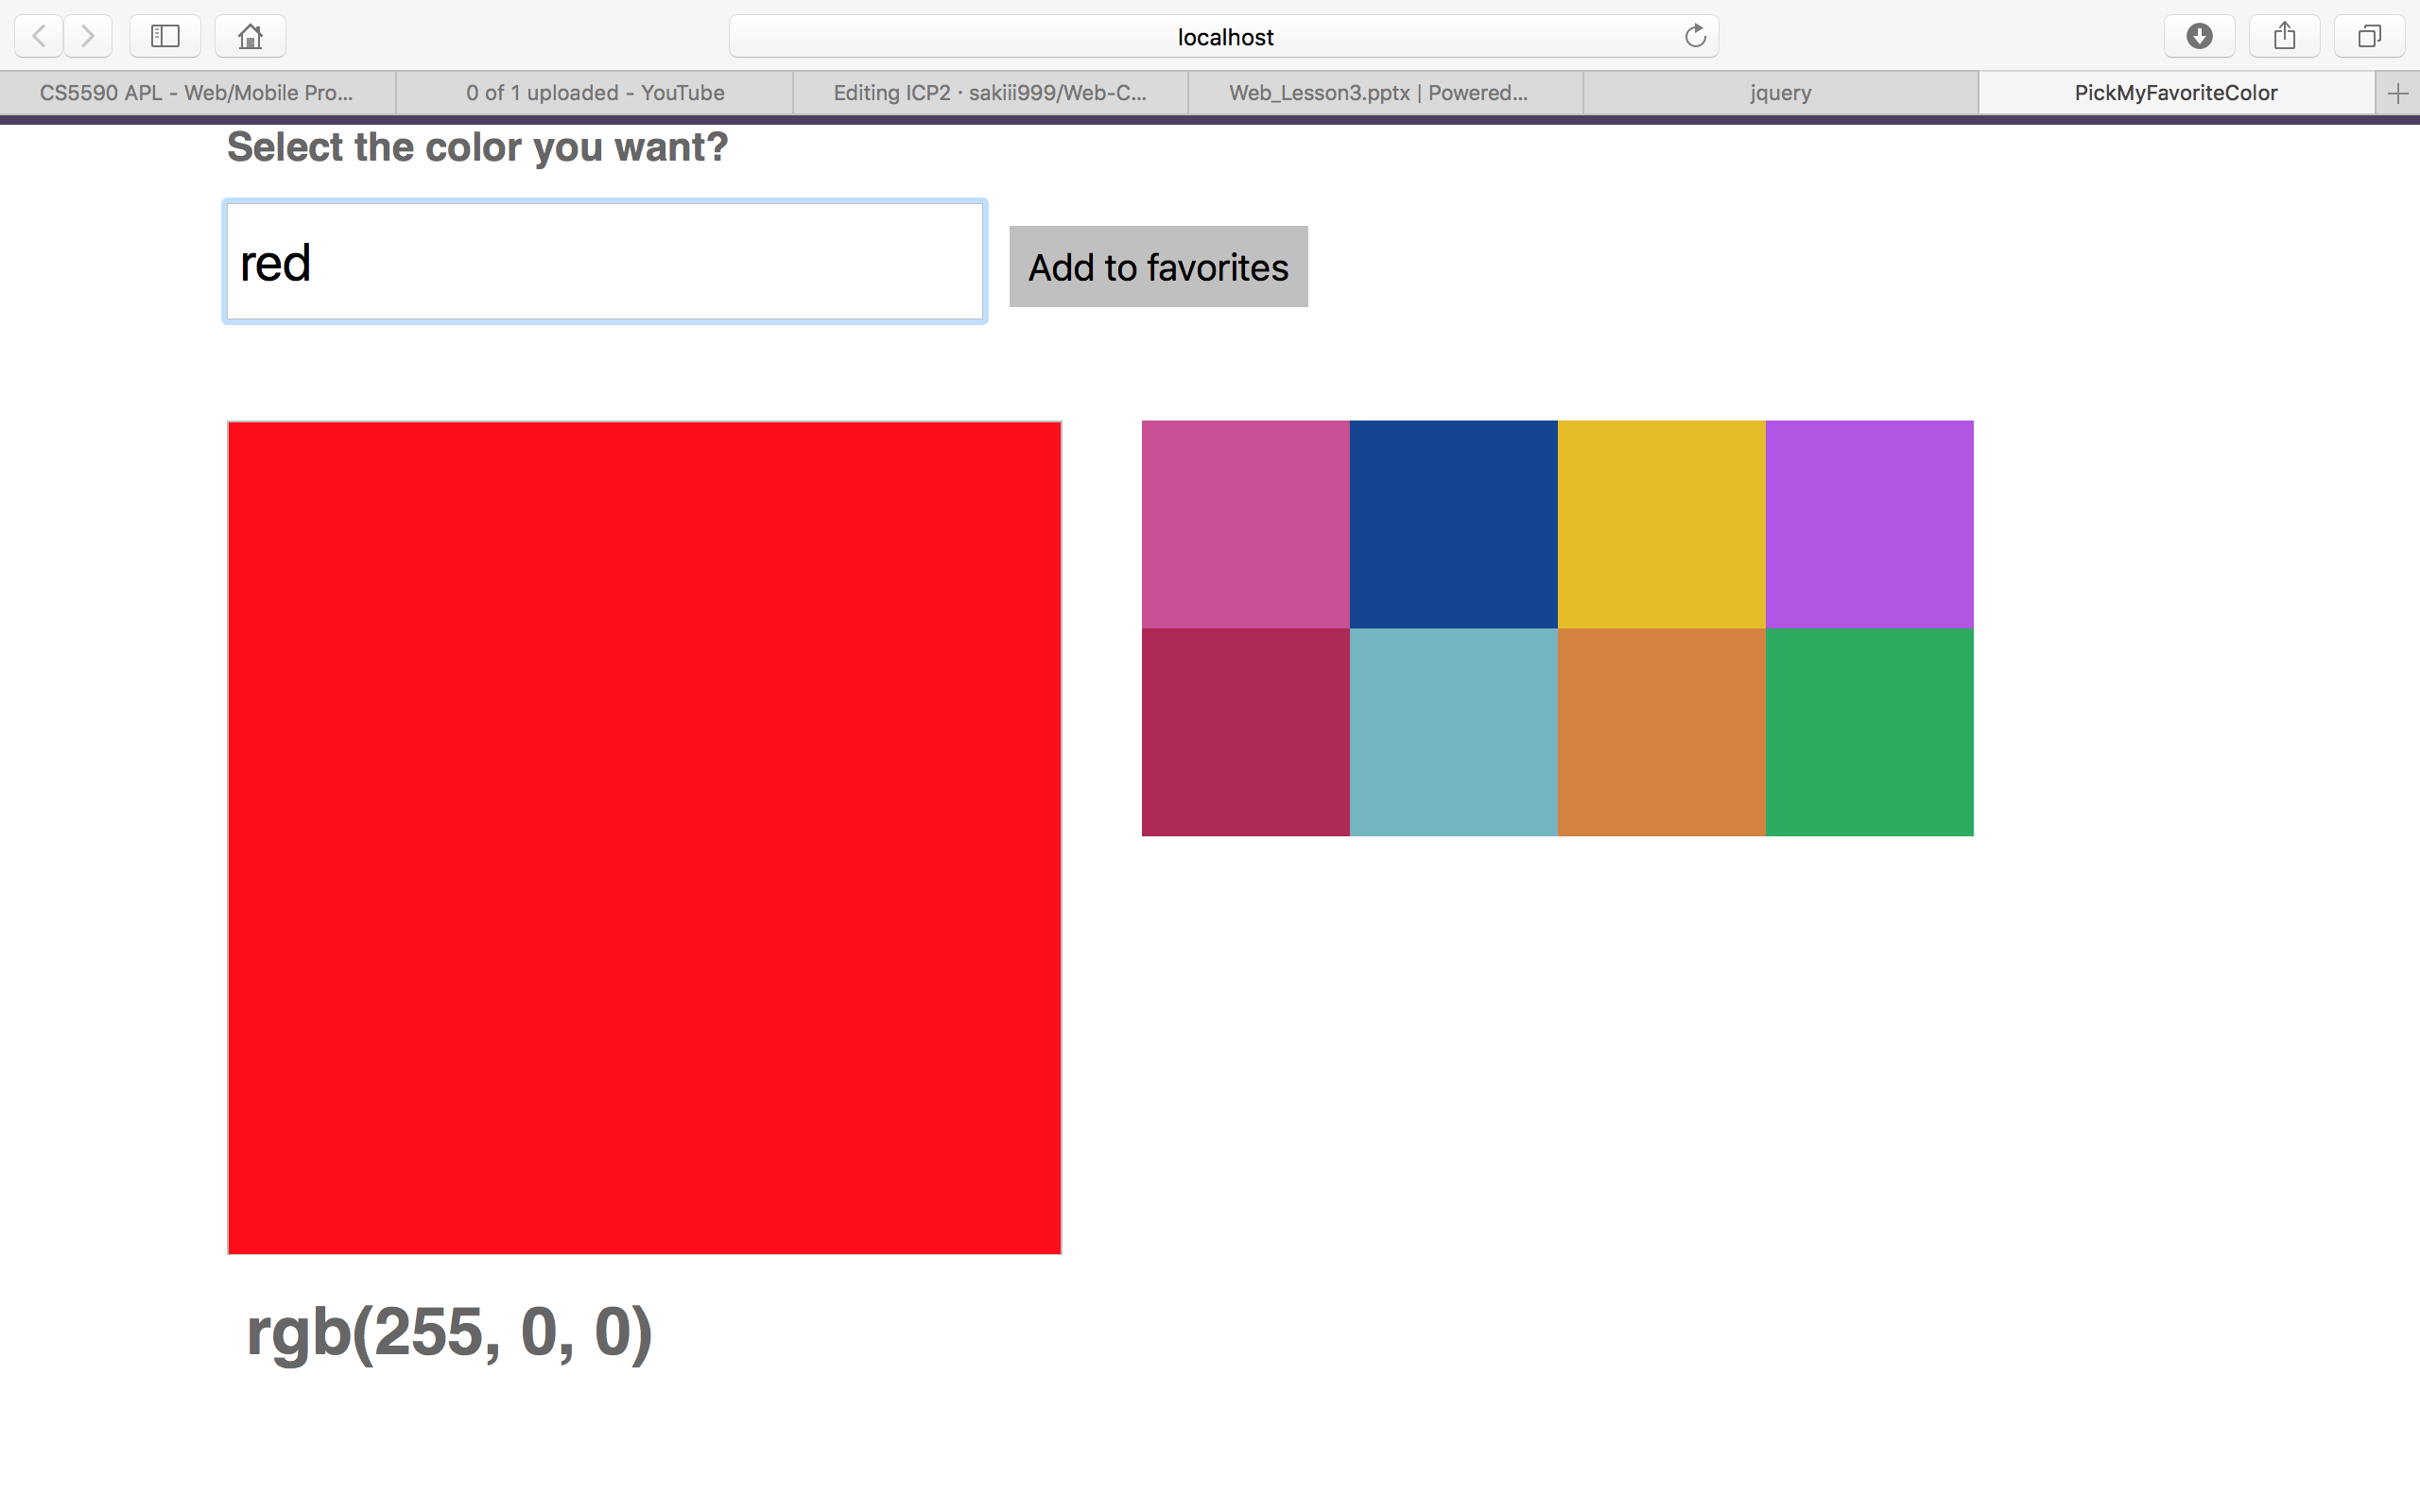 localhost
CS5590 APL - Web/Mobile Pro...
0 of 1 uploaded - YouTube
Editing ICP2 · sakiii999/Web-C...
Web_Lesson3.pptx | Powered...
jquery
PickMyFavoriteColor
Select the color you want?
red
Add to favorites
rgb(255, 0, 0)